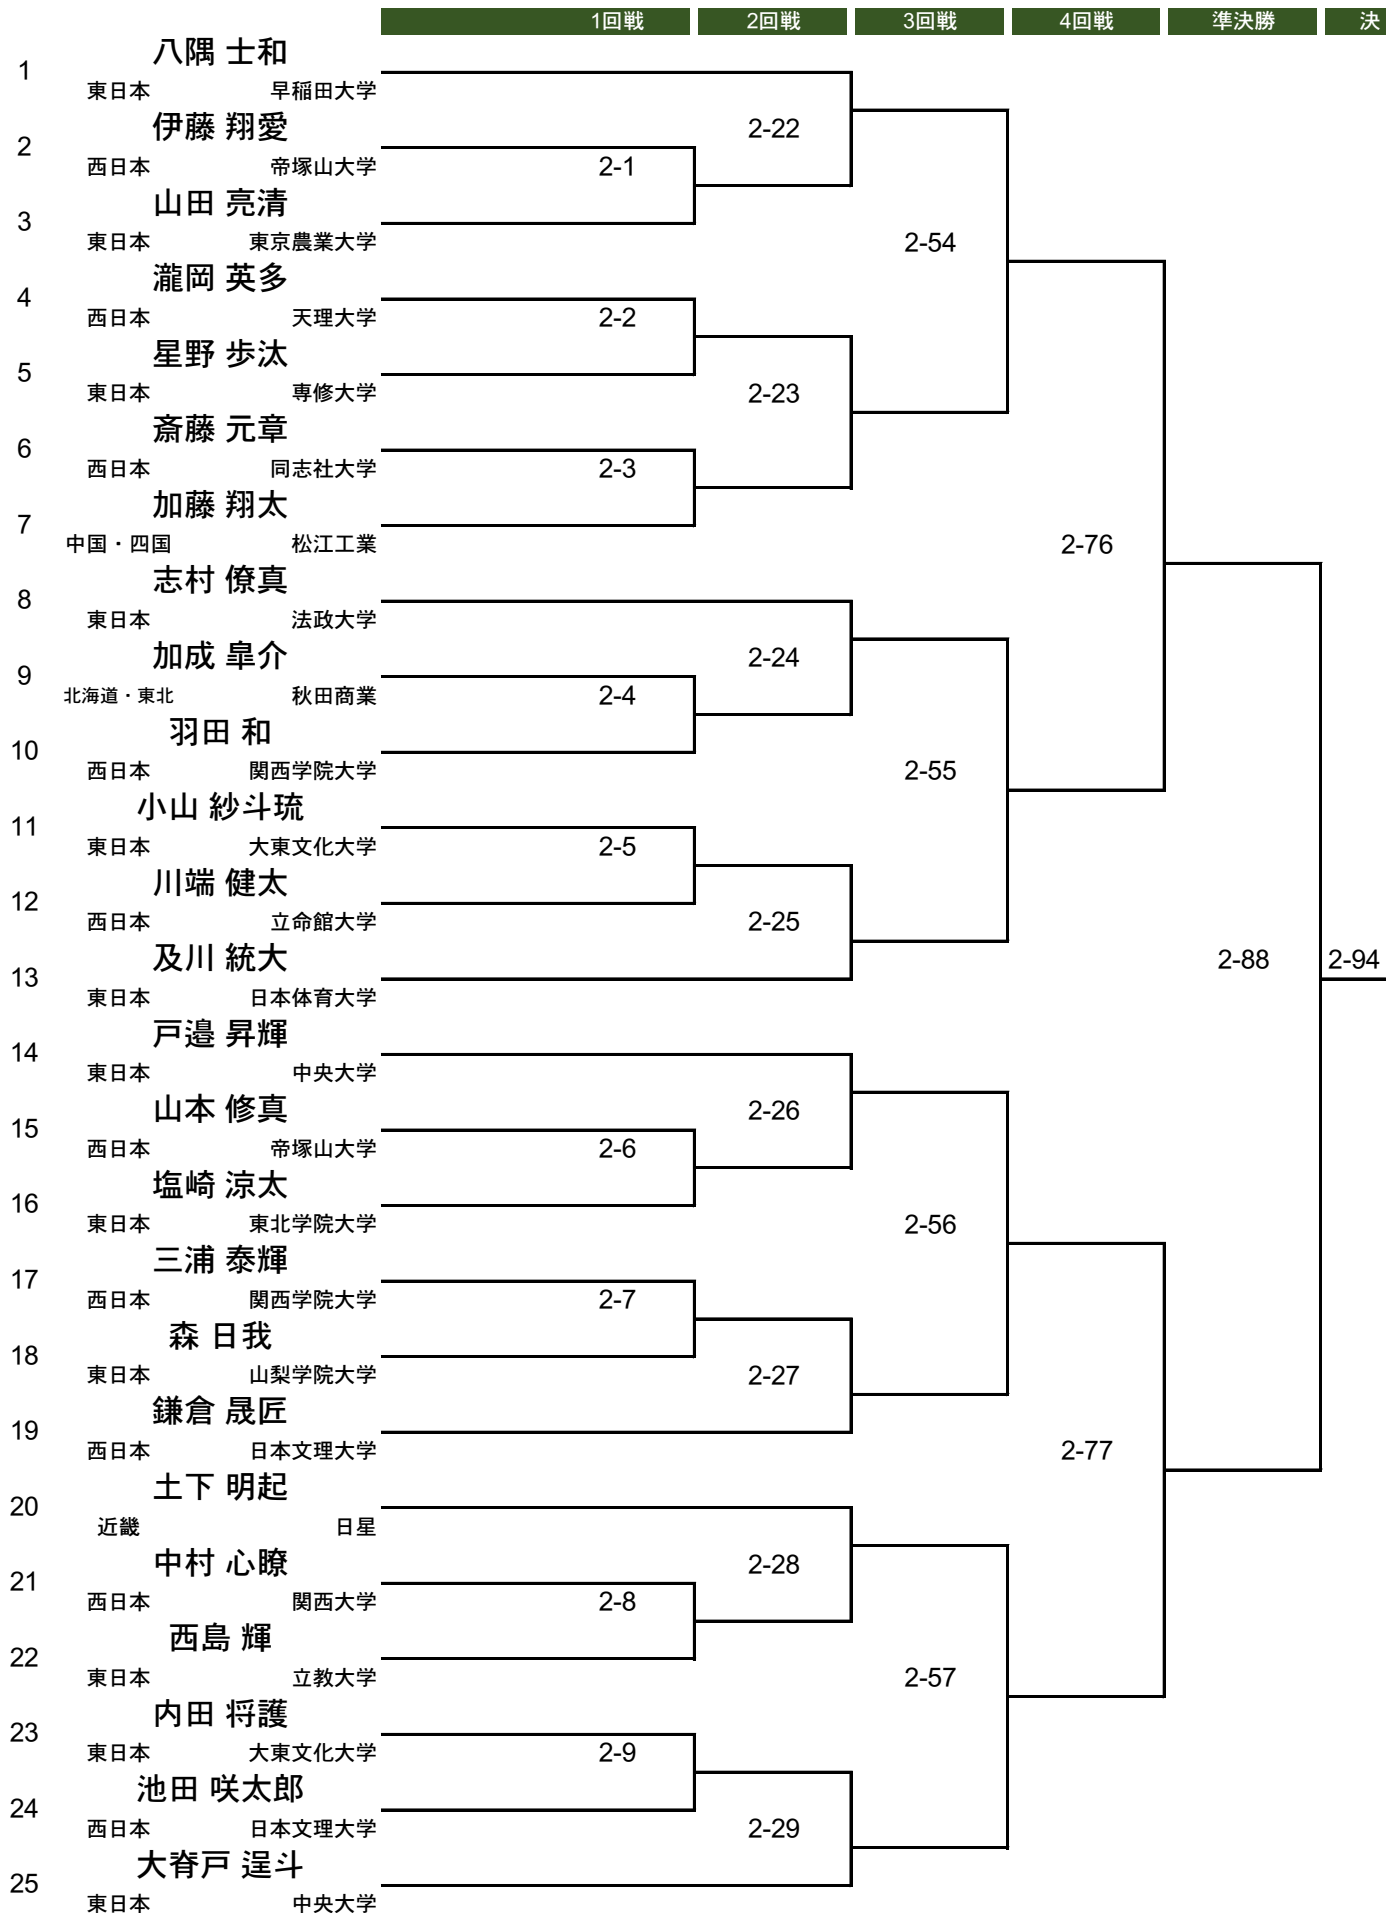 1回戦 2回戦 3回戦 4回戦 準決勝 決
八隅 士和
1
東日本 早稲田大学
伊藤 翔愛 2-22
2
西日本 帝塚山大学 2-1
山田 亮清
3
東日本 東京農業大学 2-54
瀧岡 英多
4
西日本 天理大学 2-2
星野 歩汰
5
東日本 専修大学 2-23
斎藤 元章
6
西日本 同志社大学 2-3
加藤 翔太
7
中国・四国 松江工業 2-76
志村 僚真
8
東日本 法政大学
加成 皐介 2-24
9
北海道・東北 秋田商業 2-4
羽田 和
10
西日本 関西学院大学 2-55
小山 紗斗琉
11
東日本 大東文化大学 2-5
川端 健太
12
西日本 立命館大学 2-25
及川 統大 2-88 2-94
13
東日本 日本体育大学
戸邉 昇輝
14
東日本 中央大学
山本 修真 2-26
15
西日本 帝塚山大学 2-6
塩崎 涼太
16
東日本 東北学院大学 2-56
三浦 泰輝
17
西日本 関西学院大学 2-7
森 日我
18
東日本 山梨学院大学 2-27
鎌倉 晟匠
19
西日本 日本文理大学 2-77
土下 明起
20
近畿 日星
中村 心瞭 2-28
21
西日本 関西大学 2-8
西島 輝
22
東日本 立教大学 2-57
内田 将護
23
東日本 大東文化大学 2-9
池田 咲太郎
24
西日本 日本文理大学 2-29
大脊戸 逞斗
25
東日本 中央大学